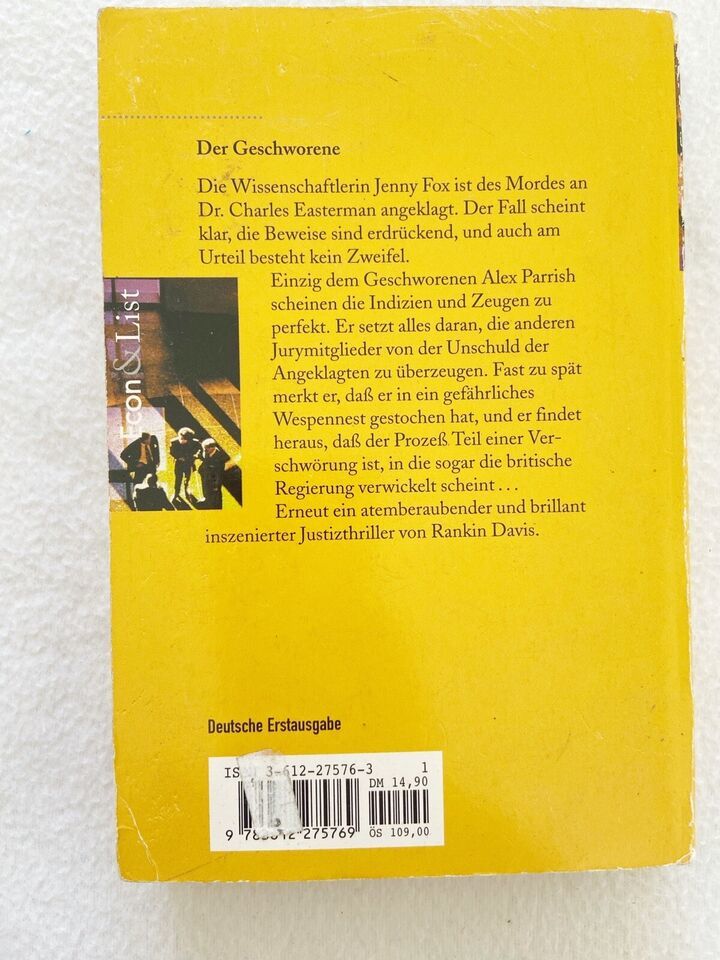 Der Geschworene
Die Wissenschaftlerin Jenny Fox ist des Mordes an
Dr. Charles Easterman angeklagt. Der Fall scheint
klar, die Beweise sind erdrückend, und auch am
Urteil besteht kein Zweifel.
Einzig dem Geschworenen Alex Parrish
scheinen die Indizien und Zeugen zu
perfekt. Er setzt alles daran, die anderen
Jurymitglieder von der Unschuld der
Angeklagten zu überzeugen. Fast zu spät
merkt er, daß er in ein gefährliches
Wespennest gestochen hat, und er findet
heraus, daß der Prozeß Teil einer Ver-
schwörung ist, in die sogar die britische
Regierung verwickelt scheint ...
Erneut ein atemberaubender und brillant
inszenierter Justizthriller von Rankin Davis.
Econ & List
Deutsche Erstausgabe
3-612-27576-3 1
DM 14,90
9 275769 ÖS 109,00